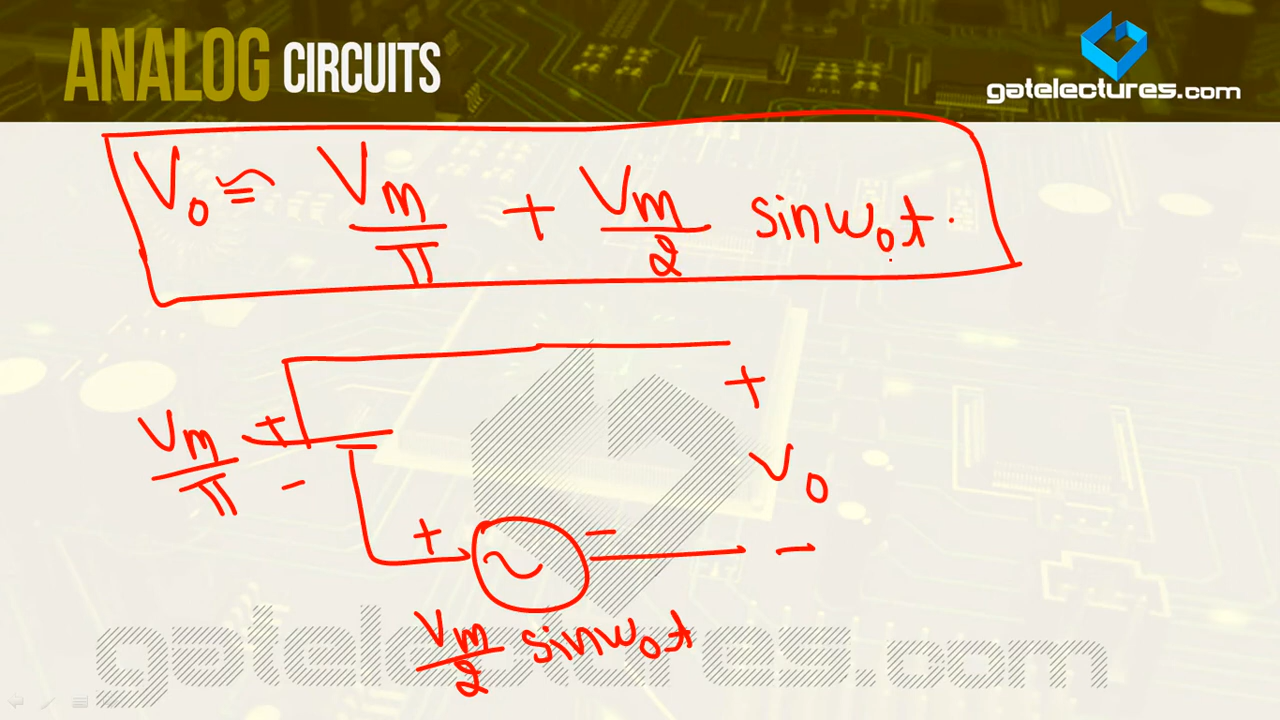 ANALOG CIRCUITS
gatelectures.com
V₀ ≅ Vm/π + Vm/2 sinω₀t.
+
Vm/π + -
V₀
+ -
-
Vm/2 sinω₀t
gatelectures.com